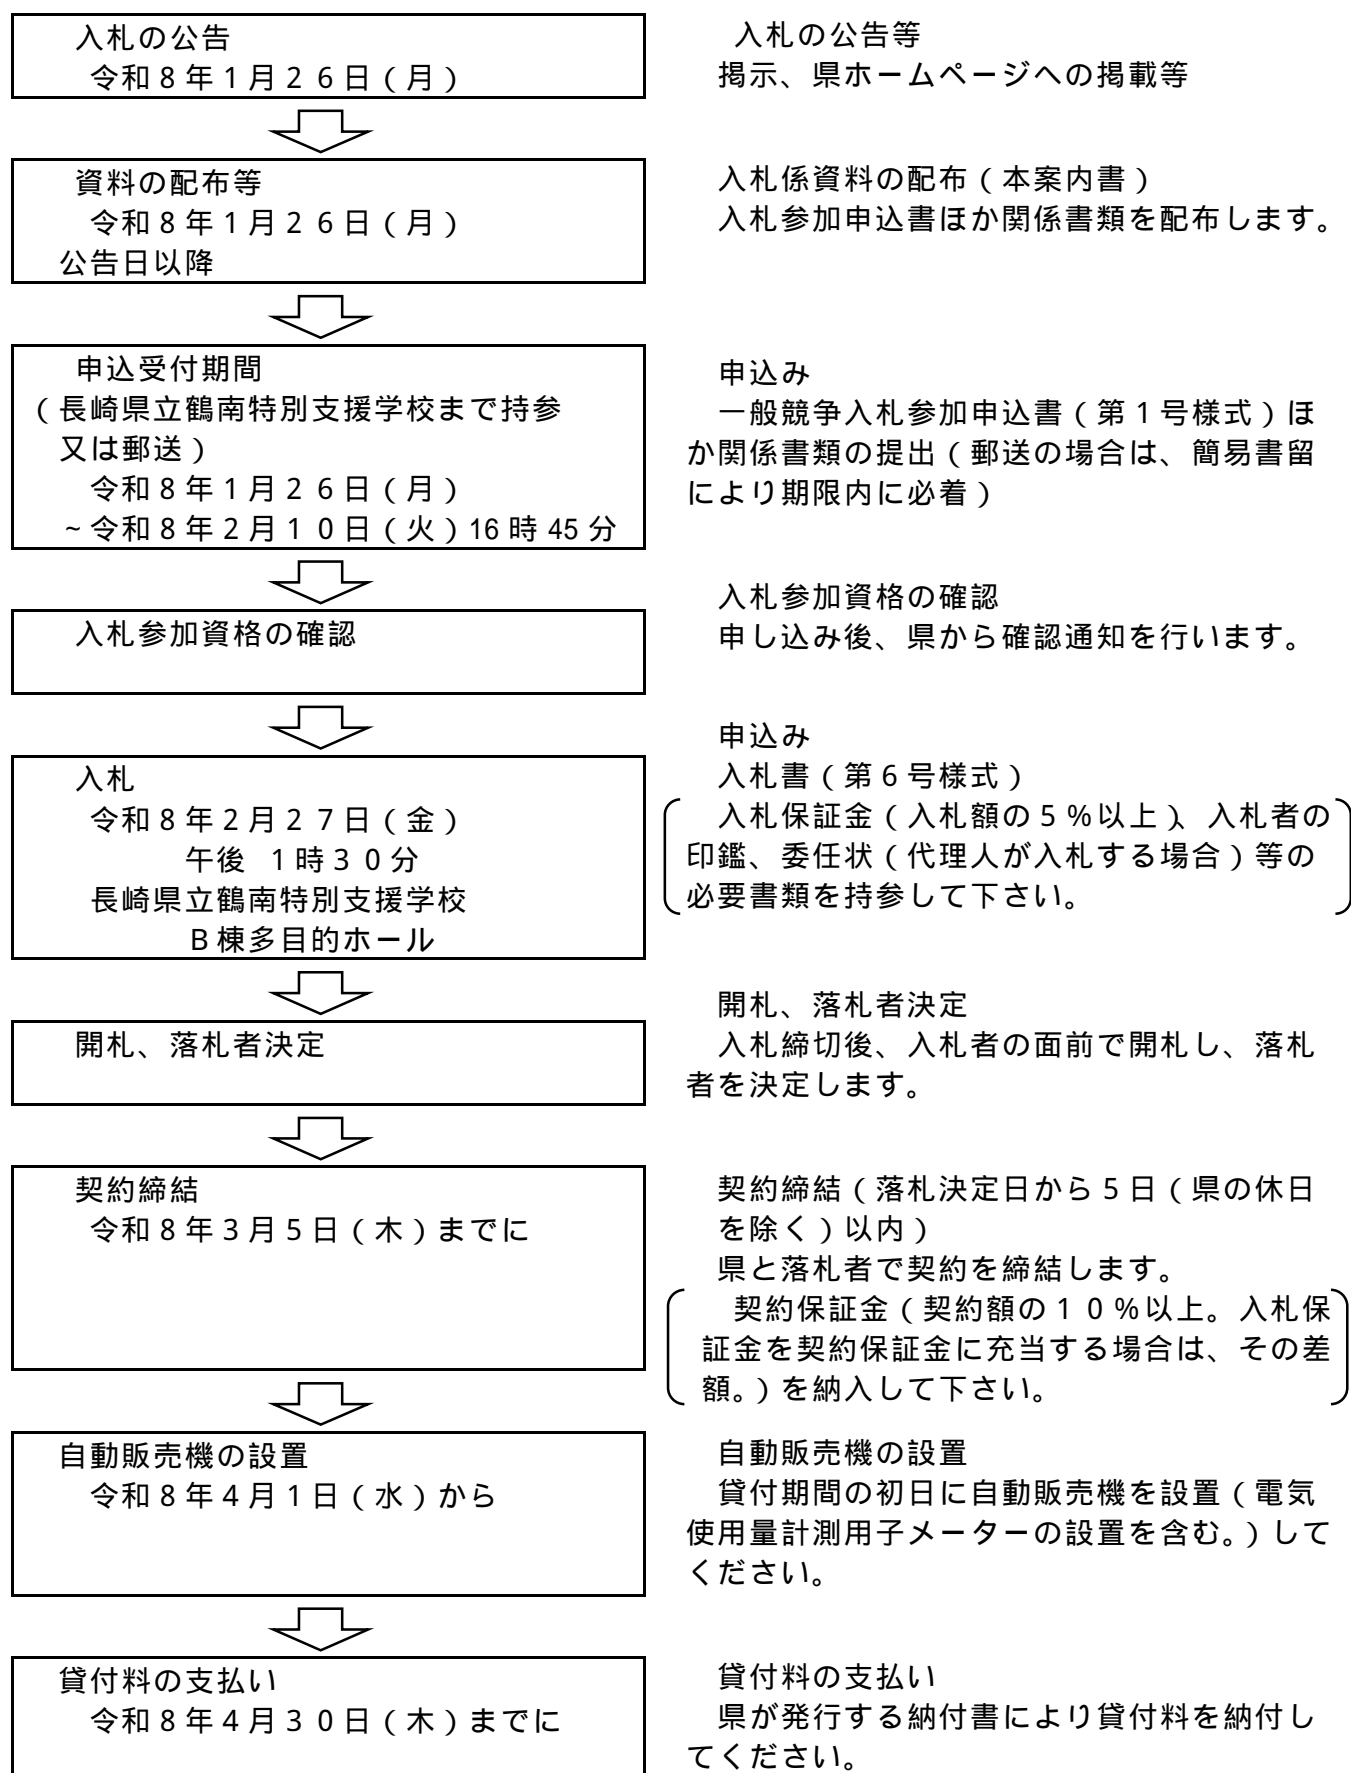 入札の公告
令和８年１月２６日（月）
入札の公告等
掲示、県ホームページへの掲載等
資料の配布等
令和８年１月２６日（月）
公告日以降
入札係資料の配布（本案内書）
入札参加申込書ほか関係書類を配布します。
申込受付期間
（長崎県立鶴南特別支援学校まで持参
又は郵送）
令和８年１月２６日（月）
~令和８年２月１０日（火）16時45分
申込み
一般競争入札参加申込書（第１号様式）ほ
か関係書類の提出（郵送の場合は、簡易書留
により期限内に必着）
入札参加資格の確認
入札参加資格の確認
申し込み後、県から確認通知を行います。
入札
令和８年２月２７日（金）
午後 １時３０分
長崎県立鶴南特別支援学校
Ｂ棟多目的ホール
申込み
入札書（第６号様式）
入札保証金（入札額の５％以上）、入札者の
印鑑、委任状（代理人が入札する場合）等の
必要書類を持参して下さい。
開札、落札者決定
開札、落札者決定
入札締切後、入札者の面前で開札し、落札
者を決定します。
契約締結
令和８年３月５日（木）までに
契約締結（落札決定日から５日（県の休日
を除く）以内）
県と落札者で契約を締結します。
契約保証金（契約額の１０％以上。入札保
証金を契約保証金に充当する場合は、その差
額。）を納入して下さい。
自動販売機の設置
令和８年４月１日（水）から
自動販売機の設置
貸付期間の初日に自動販売機を設置（電気
使用量計測用子メーターの設置を含む。）して
ください。
貸付料の支払い
令和８年４月３０日（木）までに
貸付料の支払い
県が発行する納付書により貸付料を納付し
てください。